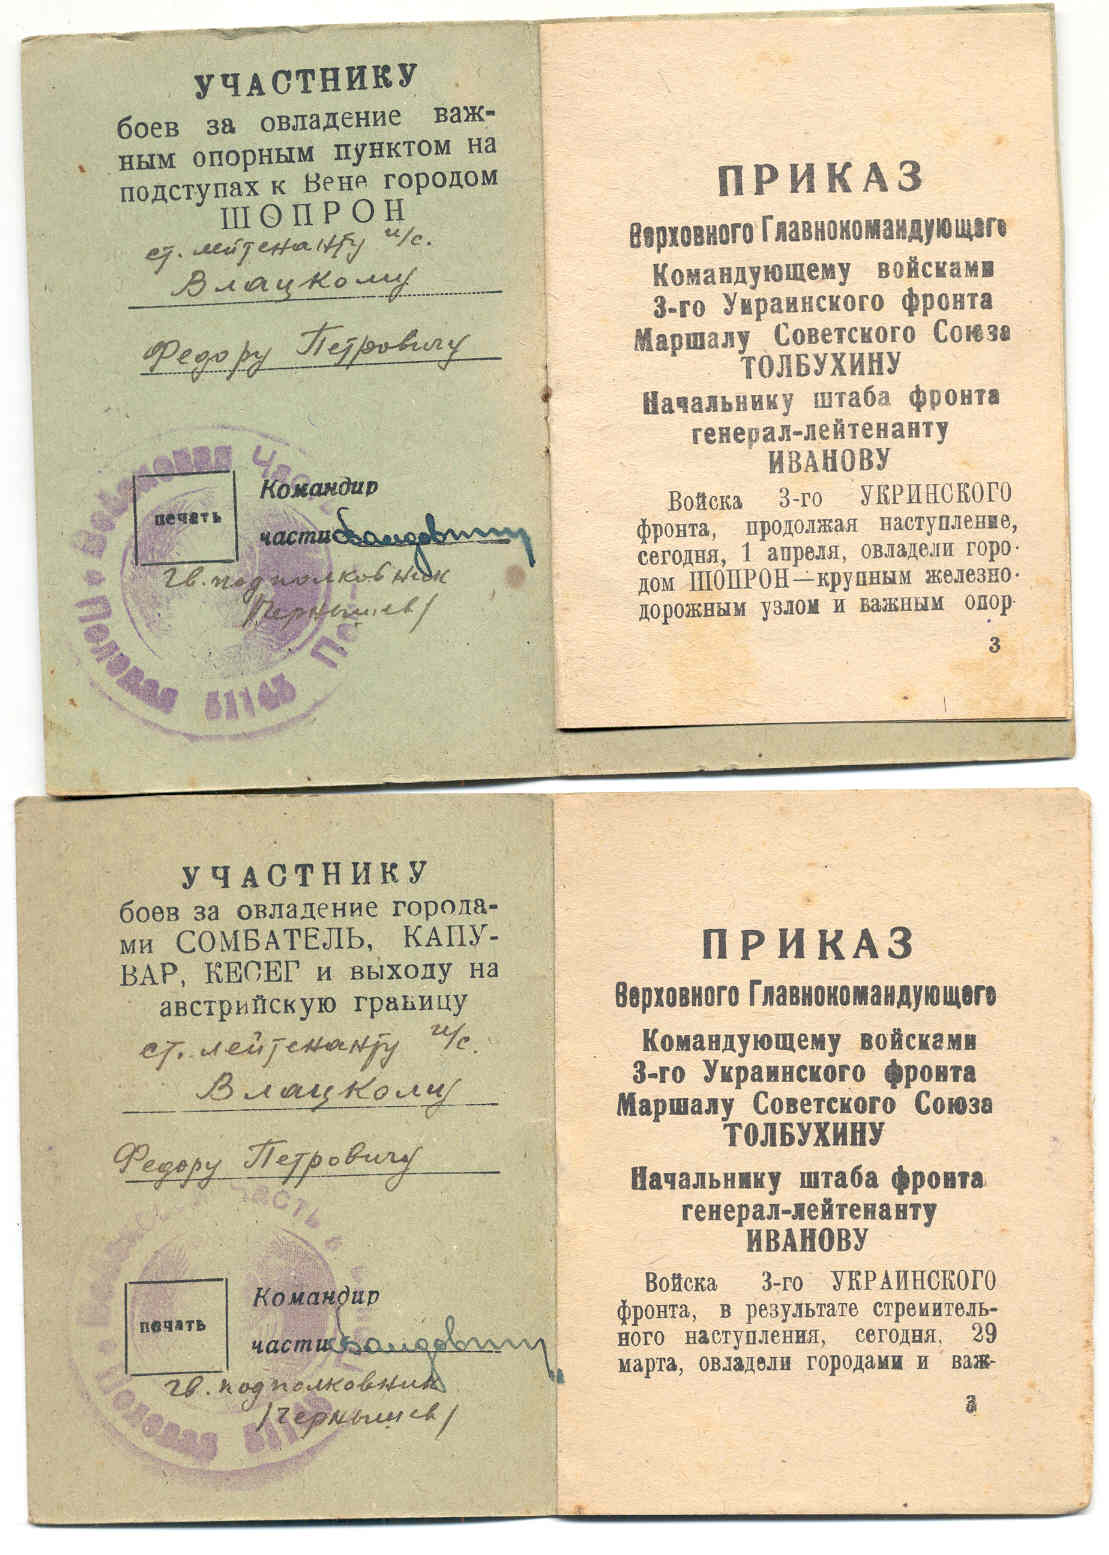 УЧАСТНИКУ
боев за овладение важ-
ным опорным пунктом на
подступах к Вене городом
ШОПРОН
ст. лейтенанту и/с.
Влацкому
Федору Петровичу
печать
Командир
части
гв. подполковник
/Чернышев/
Войсковая Часть
Полевая 51143
ПРИКАЗ
Верховного Главнокомандующего
Командующему войсками
3-го Украинского фронта
Маршалу Советского Союза
ТОЛБУХИНУ
Начальнику штаба фронта
генерал-лейтенанту
ИВАНОВУ
Войска 3-го УКРИНСКОГО
фронта, продолжая наступление,
сегодня, 1 апреля, овладели горо-
дом ШОПРОН—крупным железно-
дорожным узлом и важным опор-
3
УЧАСТНИКУ
боев за овладение города-
ми СОМБАТЕЛЬ, КАПУ-
ВАР, КЕСЕГ и выходу на
австрийскую границу
ст. лейтенанту и/с.
Влацкому
Федору Петровичу
печать
Командир
части
гв. подполковник
/Чернышев/
часть
Полевая
ПРИКАЗ
Верховного Главнокомандующего
Командующему войсками
3-го Украинского фронта
Маршалу Советского Союза
ТОЛБУХИНУ
Начальнику штаба фронта
генерал-лейтенанту
ИВАНОВУ
Войска 3-го УКРАИНСКОГО
фронта, в результате стремитель-
ного наступления, сегодня, 29
марта, овладели городами и важ-
3